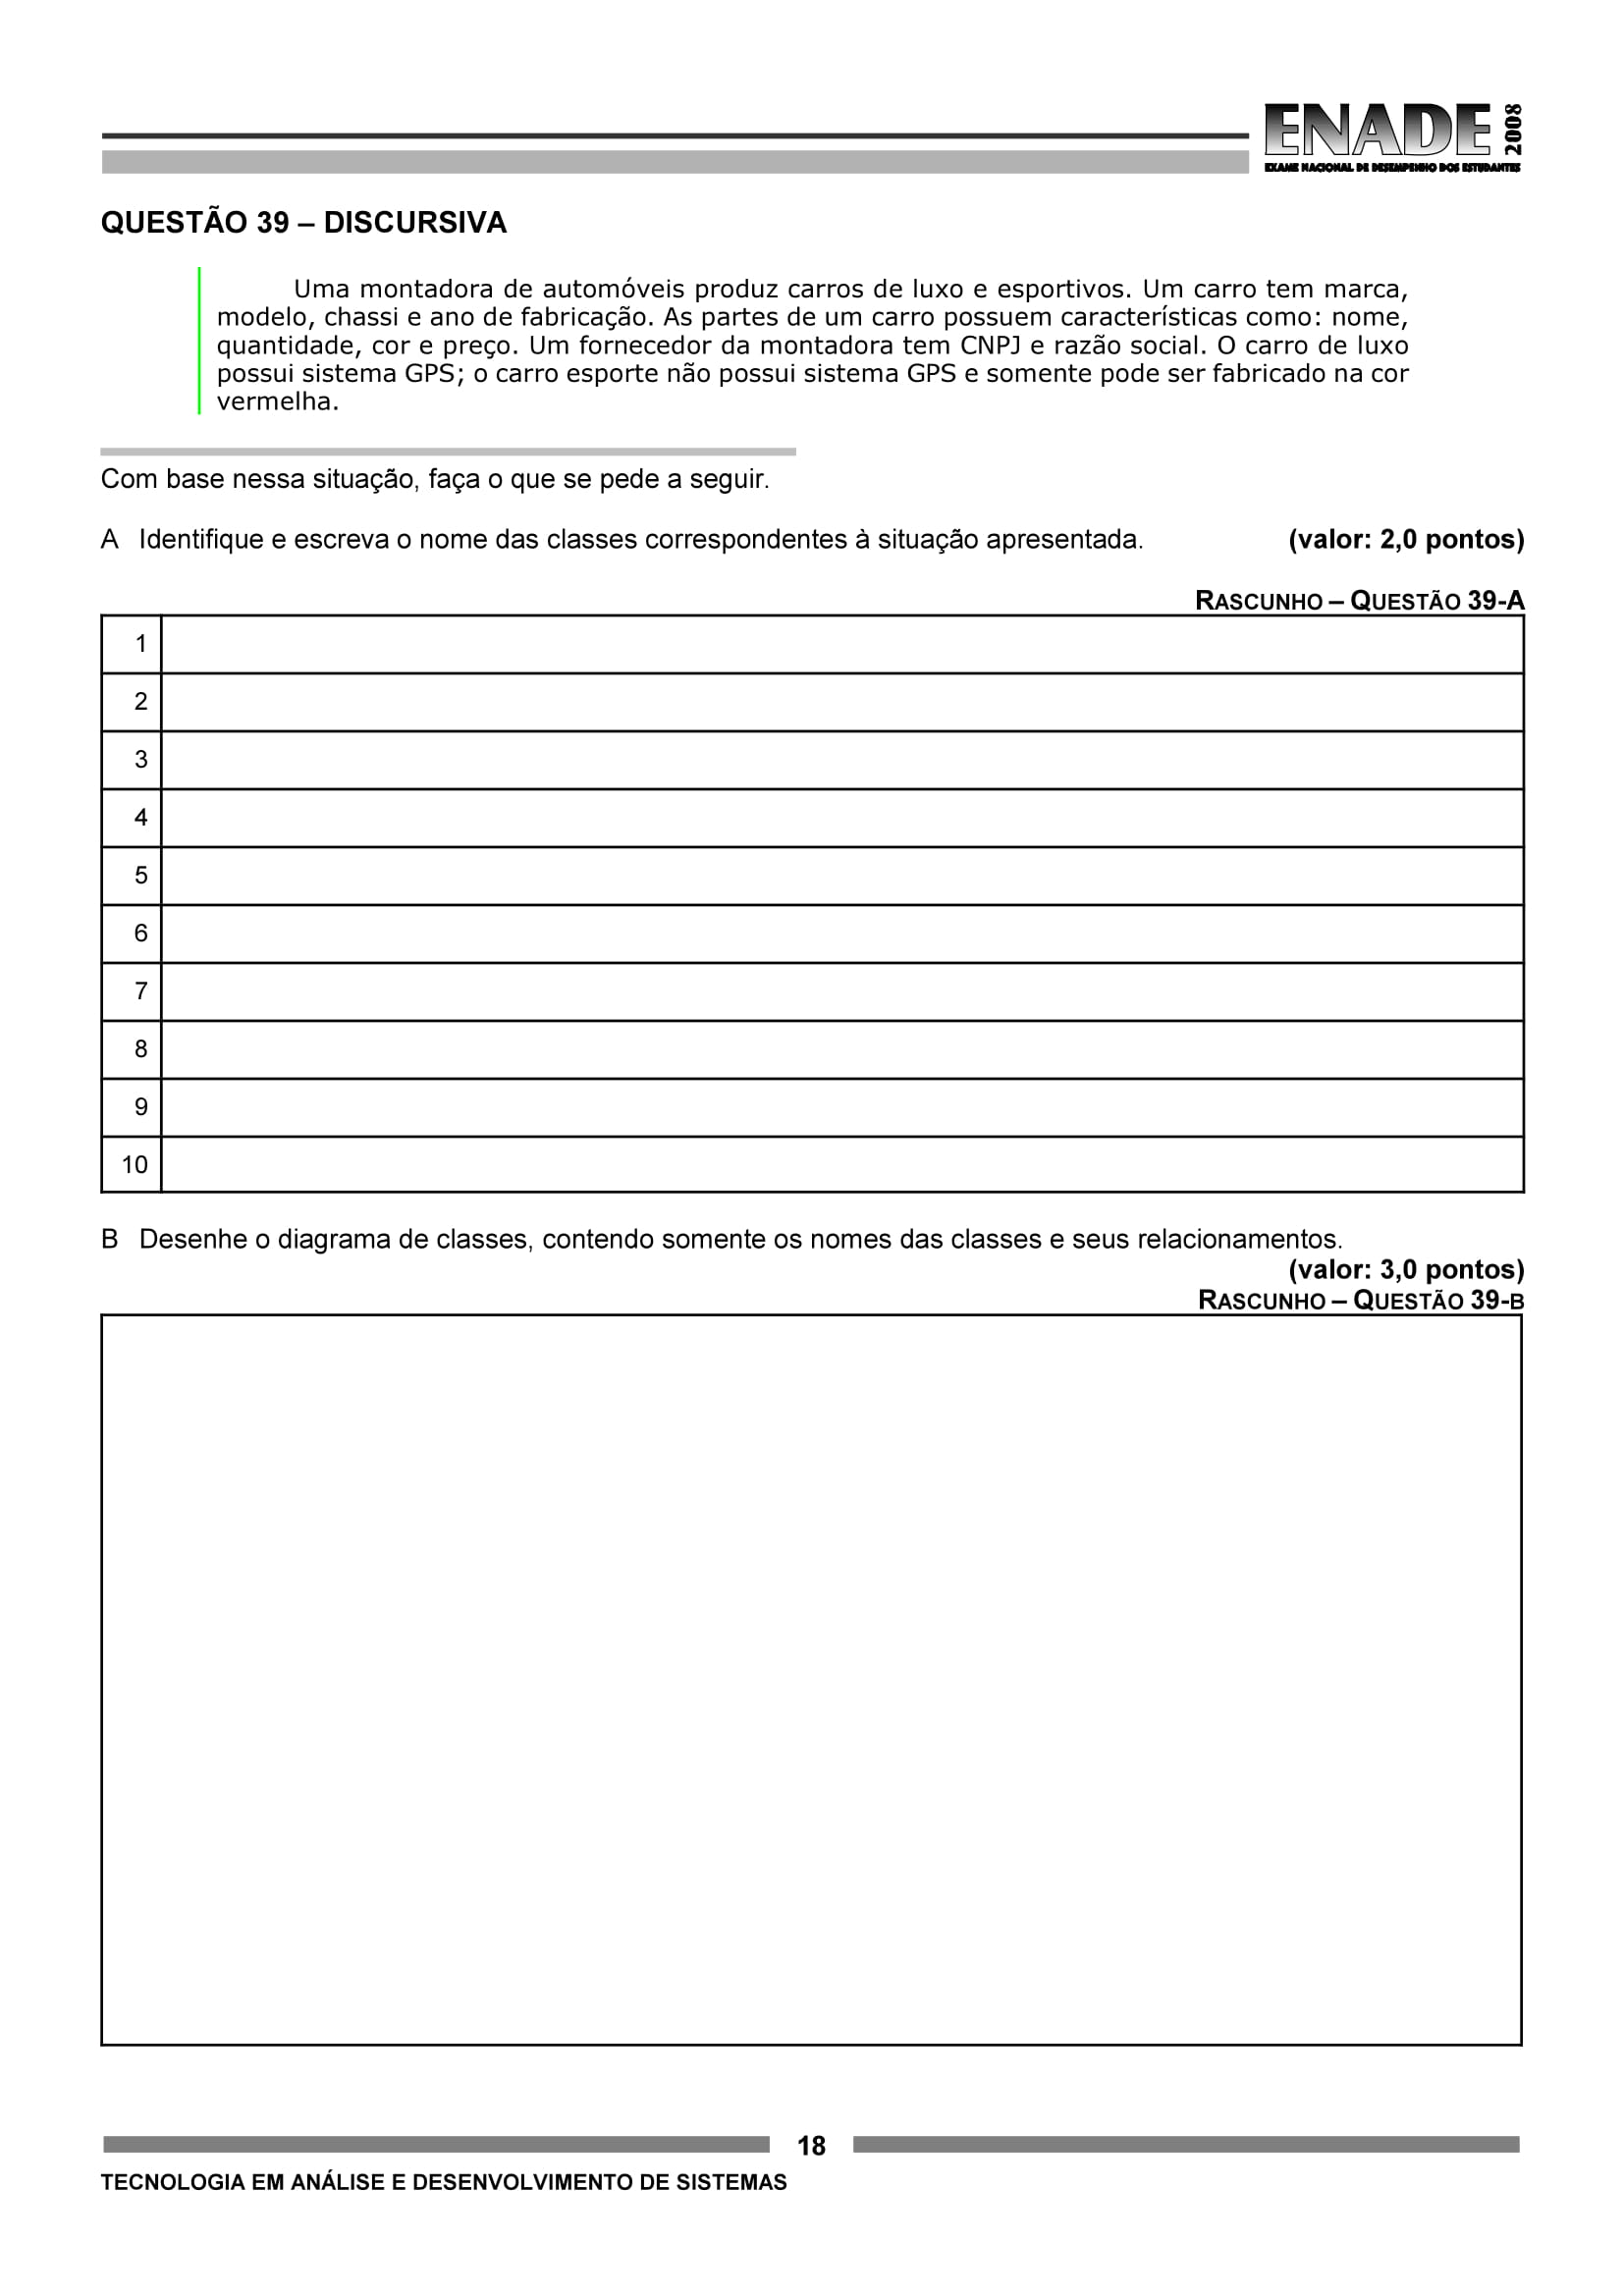 ENADE 2008
EXAME NACIONAL DE DESEMPENHO DOS ESTUDANTES
QUESTÃO 39 – DISCURSIVA
Uma montadora de automóveis produz carros de luxo e esportivos. Um carro tem marca,
modelo, chassi e ano de fabricação. As partes de um carro possuem características como: nome,
quantidade, cor e preço. Um fornecedor da montadora tem CNPJ e razão social. O carro de luxo
possui sistema GPS; o carro esporte não possui sistema GPS e somente pode ser fabricado na cor
vermelha.
Com base nessa situação, faça o que se pede a seguir.
A Identifique e escreva o nome das classes correspondentes à situação apresentada. (valor: 2,0 pontos)
RASCUNHO – QUESTÃO 39-A
1
2
3
4
5
6
7
8
9
10
B Desenhe o diagrama de classes, contendo somente os nomes das classes e seus relacionamentos.
(valor: 3,0 pontos)
RASCUNHO – QUESTÃO 39-B
18
TECNOLOGIA EM ANÁLISE E DESENVOLVIMENTO DE SISTEMAS